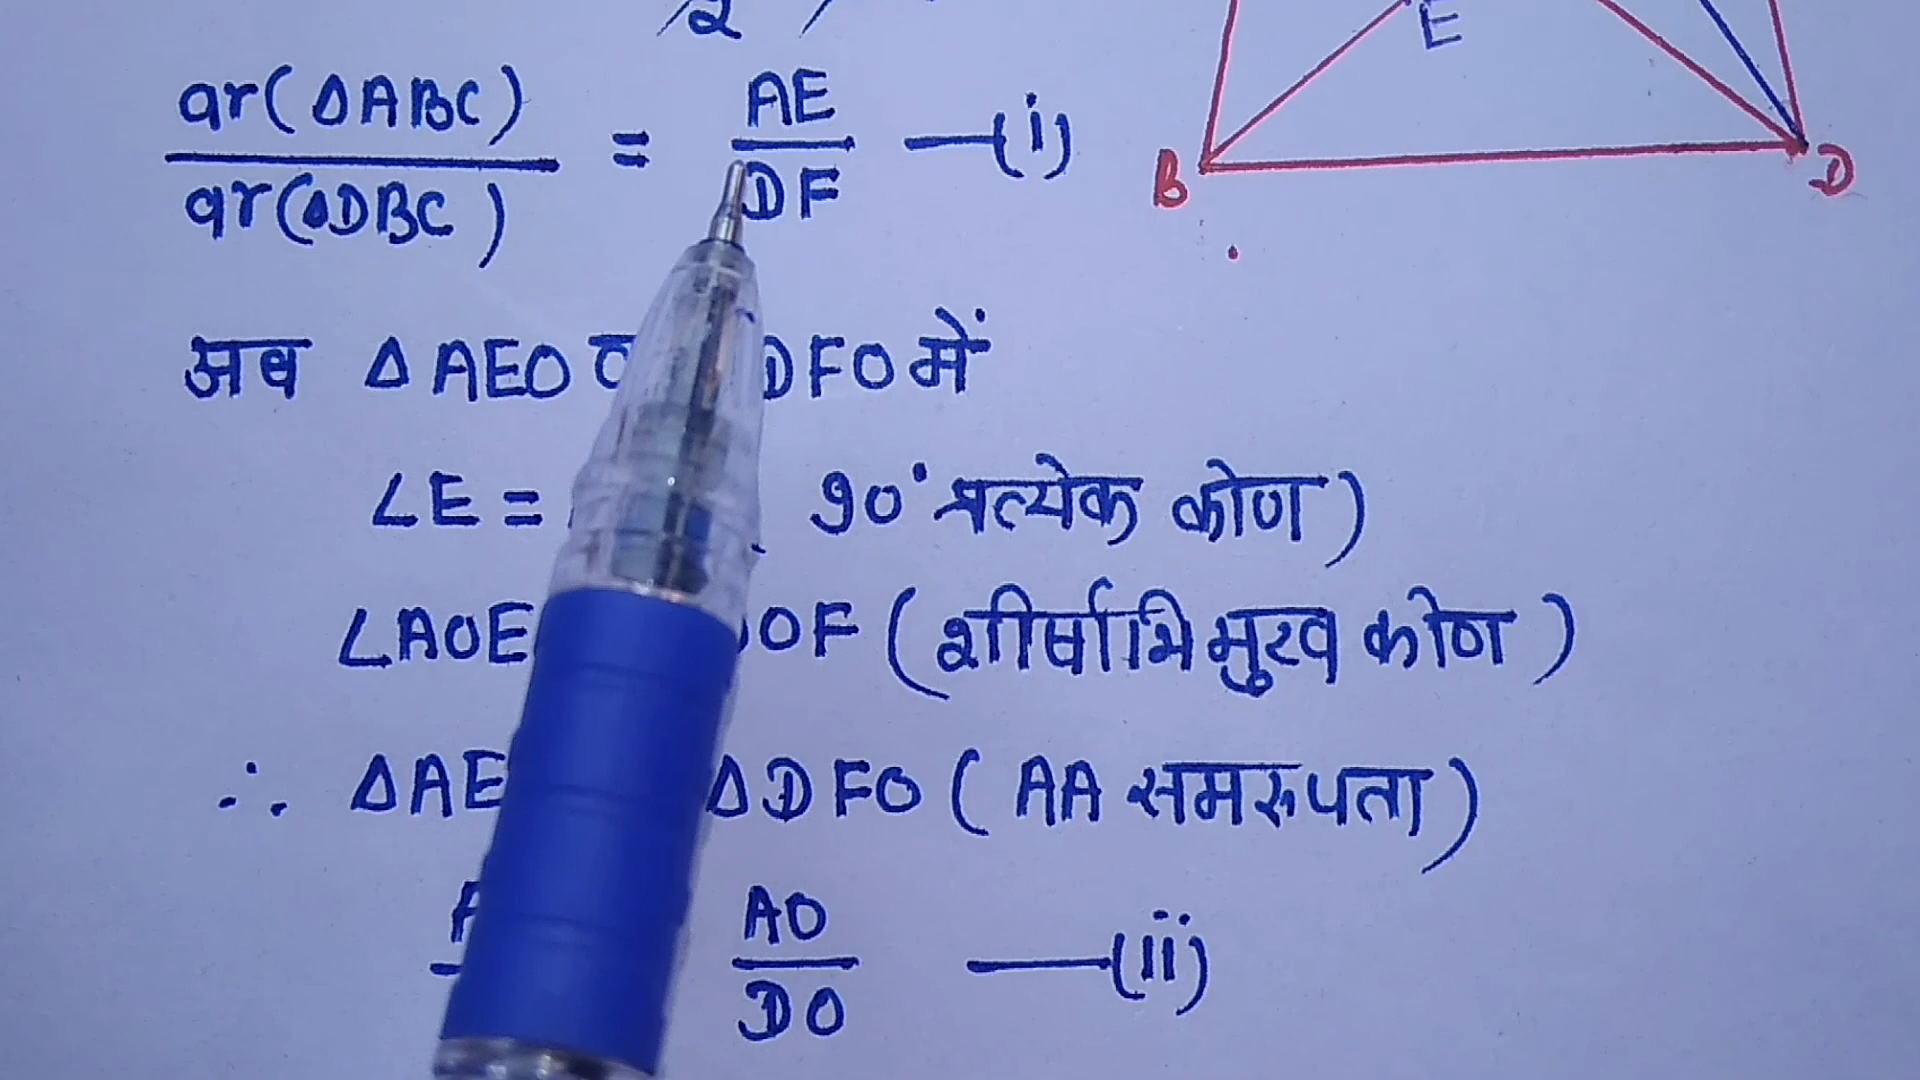 2
E
ar(ΔABC)
= AE —(i)
ar(ΔDBC)
DF
B D
अब ΔAEO DFO में
∠E = 90° प्रत्येक कोण)
∠AOE OF (शीर्षाभिमुख कोण)
∴ ΔAE ΔDFO (AA समरुपता)
AO —(ii)
DO